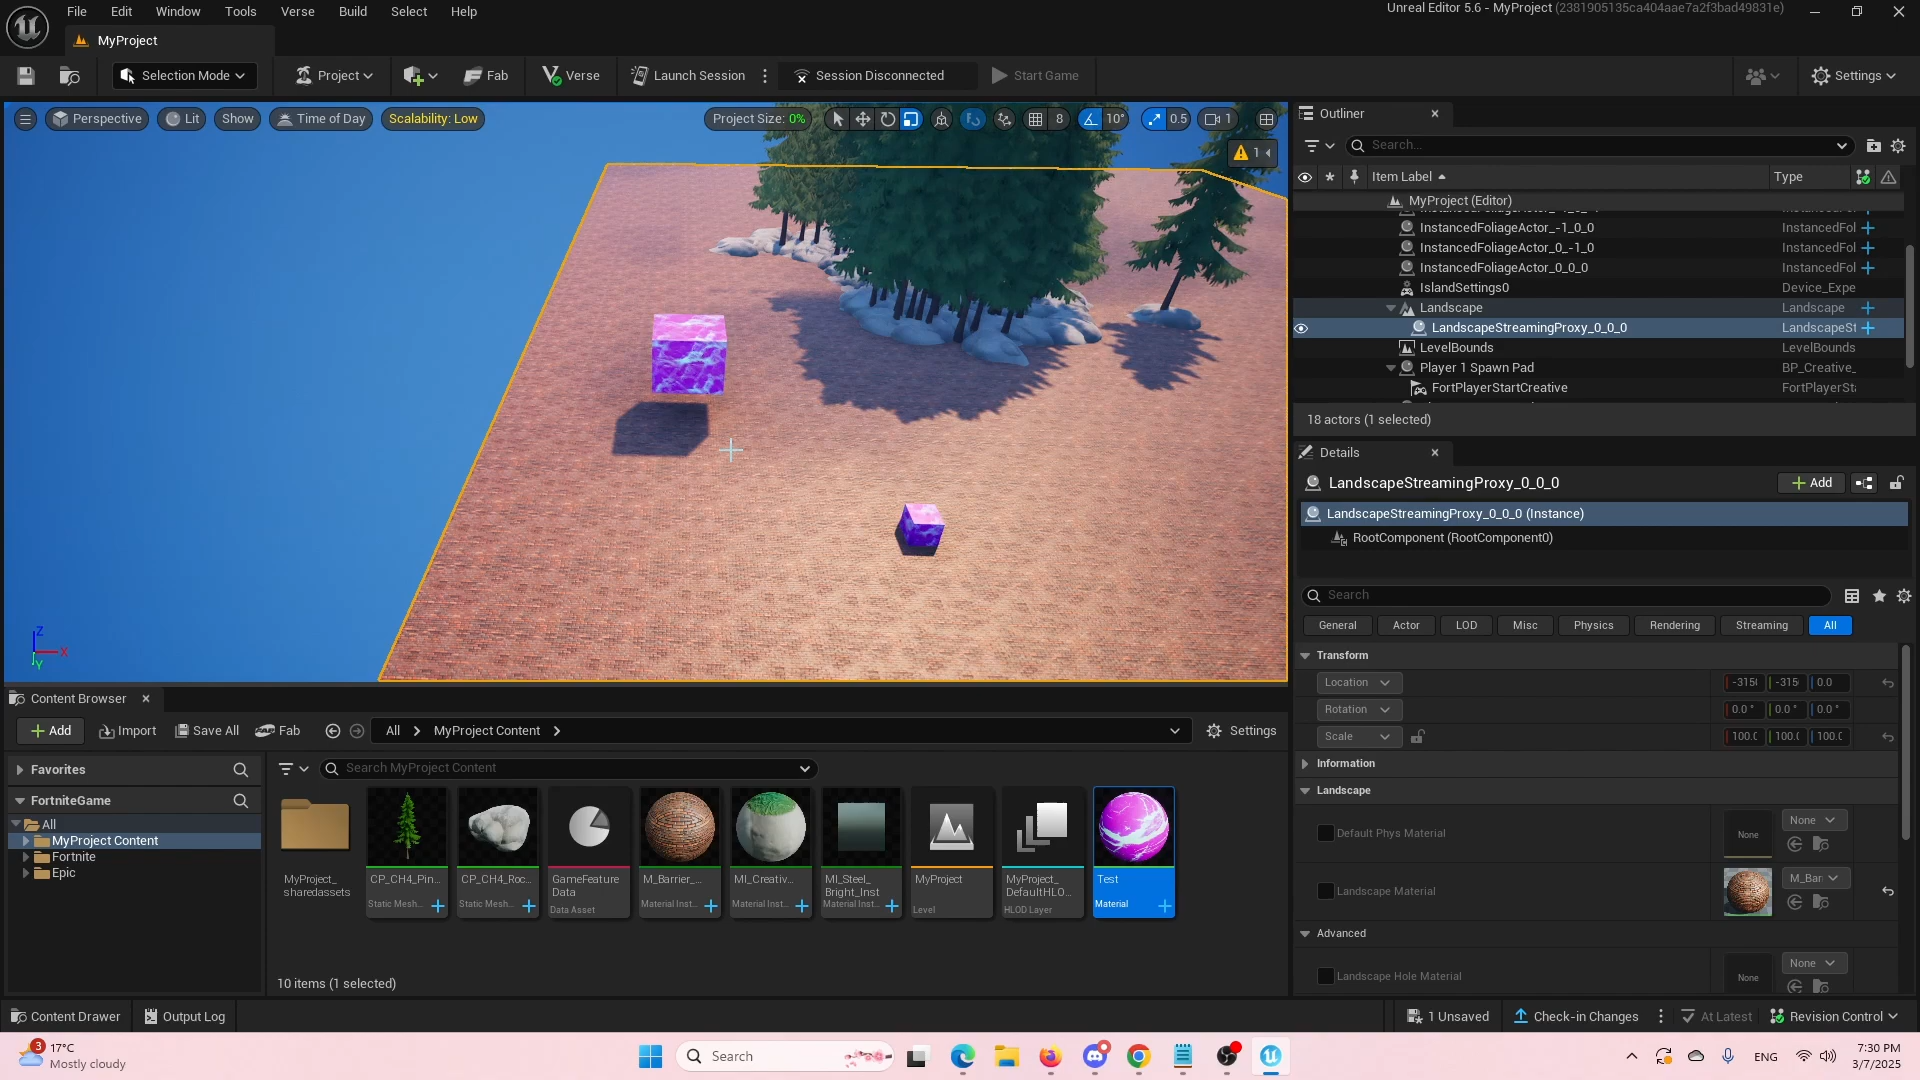 File Edit Window Tools Verse Build Select Help
Unreal Editor 5.6 - MyProject (2381905135ca404aae7a2f3bad49831e)
MyProject
Selection Mode Project Fab Verse Launch Session Session Disconnected Start Game Settings
Perspective Lit Show Time of Day Scalability: Low Project Size: 0% 8 10° 0.5 1
1
Z
X
Y
Outliner
Search...
Item Label Type
MyProject (Editor)
InstancedFoliageActor_-1_0_0 InstancedFol
InstancedFoliageActor_0_-1_0 InstancedFol
InstancedFoliageActor_0_0_0 InstancedFol
IslandSettings0 Device_Expe
Landscape Landscape
LandscapeStreamingProxy_0_0_0 LandscapeSt
LevelBounds LevelBounds
Player 1 Spawn Pad BP_Creative_
FortPlayerStartCreative FortPlayerSta
18 actors (1 selected)
Details
LandscapeStreamingProxy_0_0_0 Add
LandscapeStreamingProxy_0_0_0 (Instance)
RootComponent (RootComponent0)
Search
General Actor LOD Misc Physics Rendering Streaming All
Transform
Location 0.0
Rotation 0.0 ° 0.0 ° 0.0 °
Scale
Information
Landscape
Default Phys Material None None
Landscape Material M_Bar
Advanced
Landscape Hole Material None None
Content Browser
Add Import Save All Fab All MyProject Content Settings
Favorites
Search MyProject Content
FortniteGame
All
MyProject Content
Fortnite
Epic
MyProject_
sharedassets
CP_CH4_Pin...
Static Mesh...
CP_CH4_Roc...
Static Mesh...
GameFeature
Data
Data Asset
M_Barrier_...
Material Inst...
MI_Creativ...
Material Inst...
MI_Steel_
Bright_Inst
Material Inst...
MyProject
Level
MyProject_
DefaultHLO...
HLOD Layer
Test
Material
10 items (1 selected)
Content Drawer Output Log 1 Unsaved Check-in Changes At Latest Revision Control
3
17°C
Mostly cloudy
Search
ENG
7:30 PM
3/7/2025